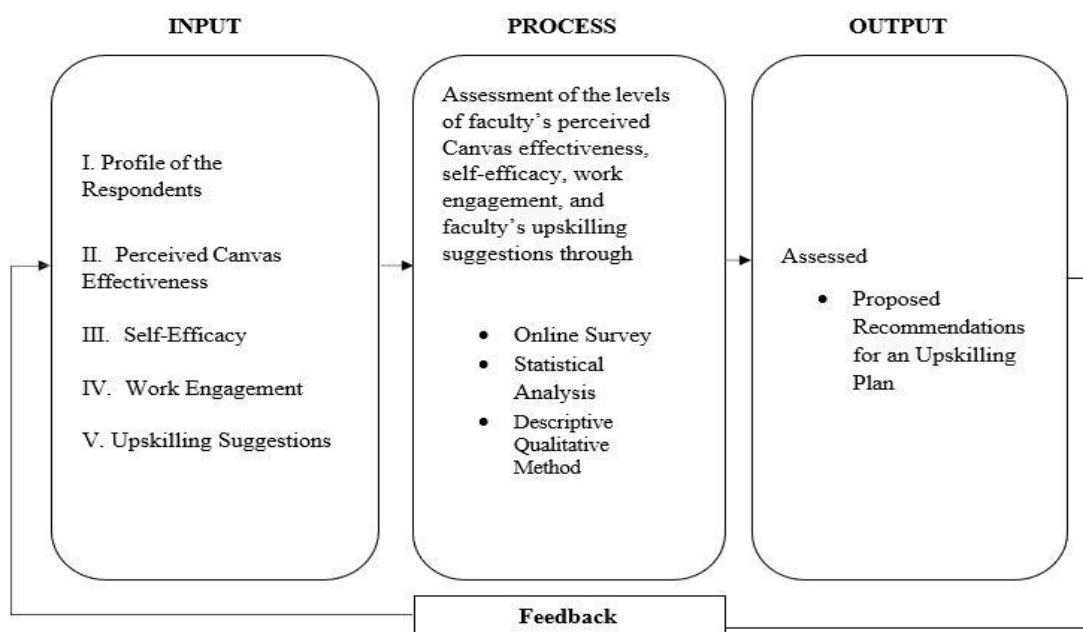 INPUT
I. Profile of the
Respondents
II. Perceived Canvas
Effectiveness
III. Self-Efficacy
IV. Work Engagement
V. Upskilling Suggestions
PROCESS
Assessment of the levels
of faculty’s perceived
Canvas effectiveness,
self-efficacy, work
engagement, and
faculty’s upskilling
suggestions through
• Online Survey
• Statistical
Analysis
• Descriptive
Qualitative
Method
OUTPUT
Assessed
• Proposed
Recommendations
for an Upskilling
Plan
Feedback